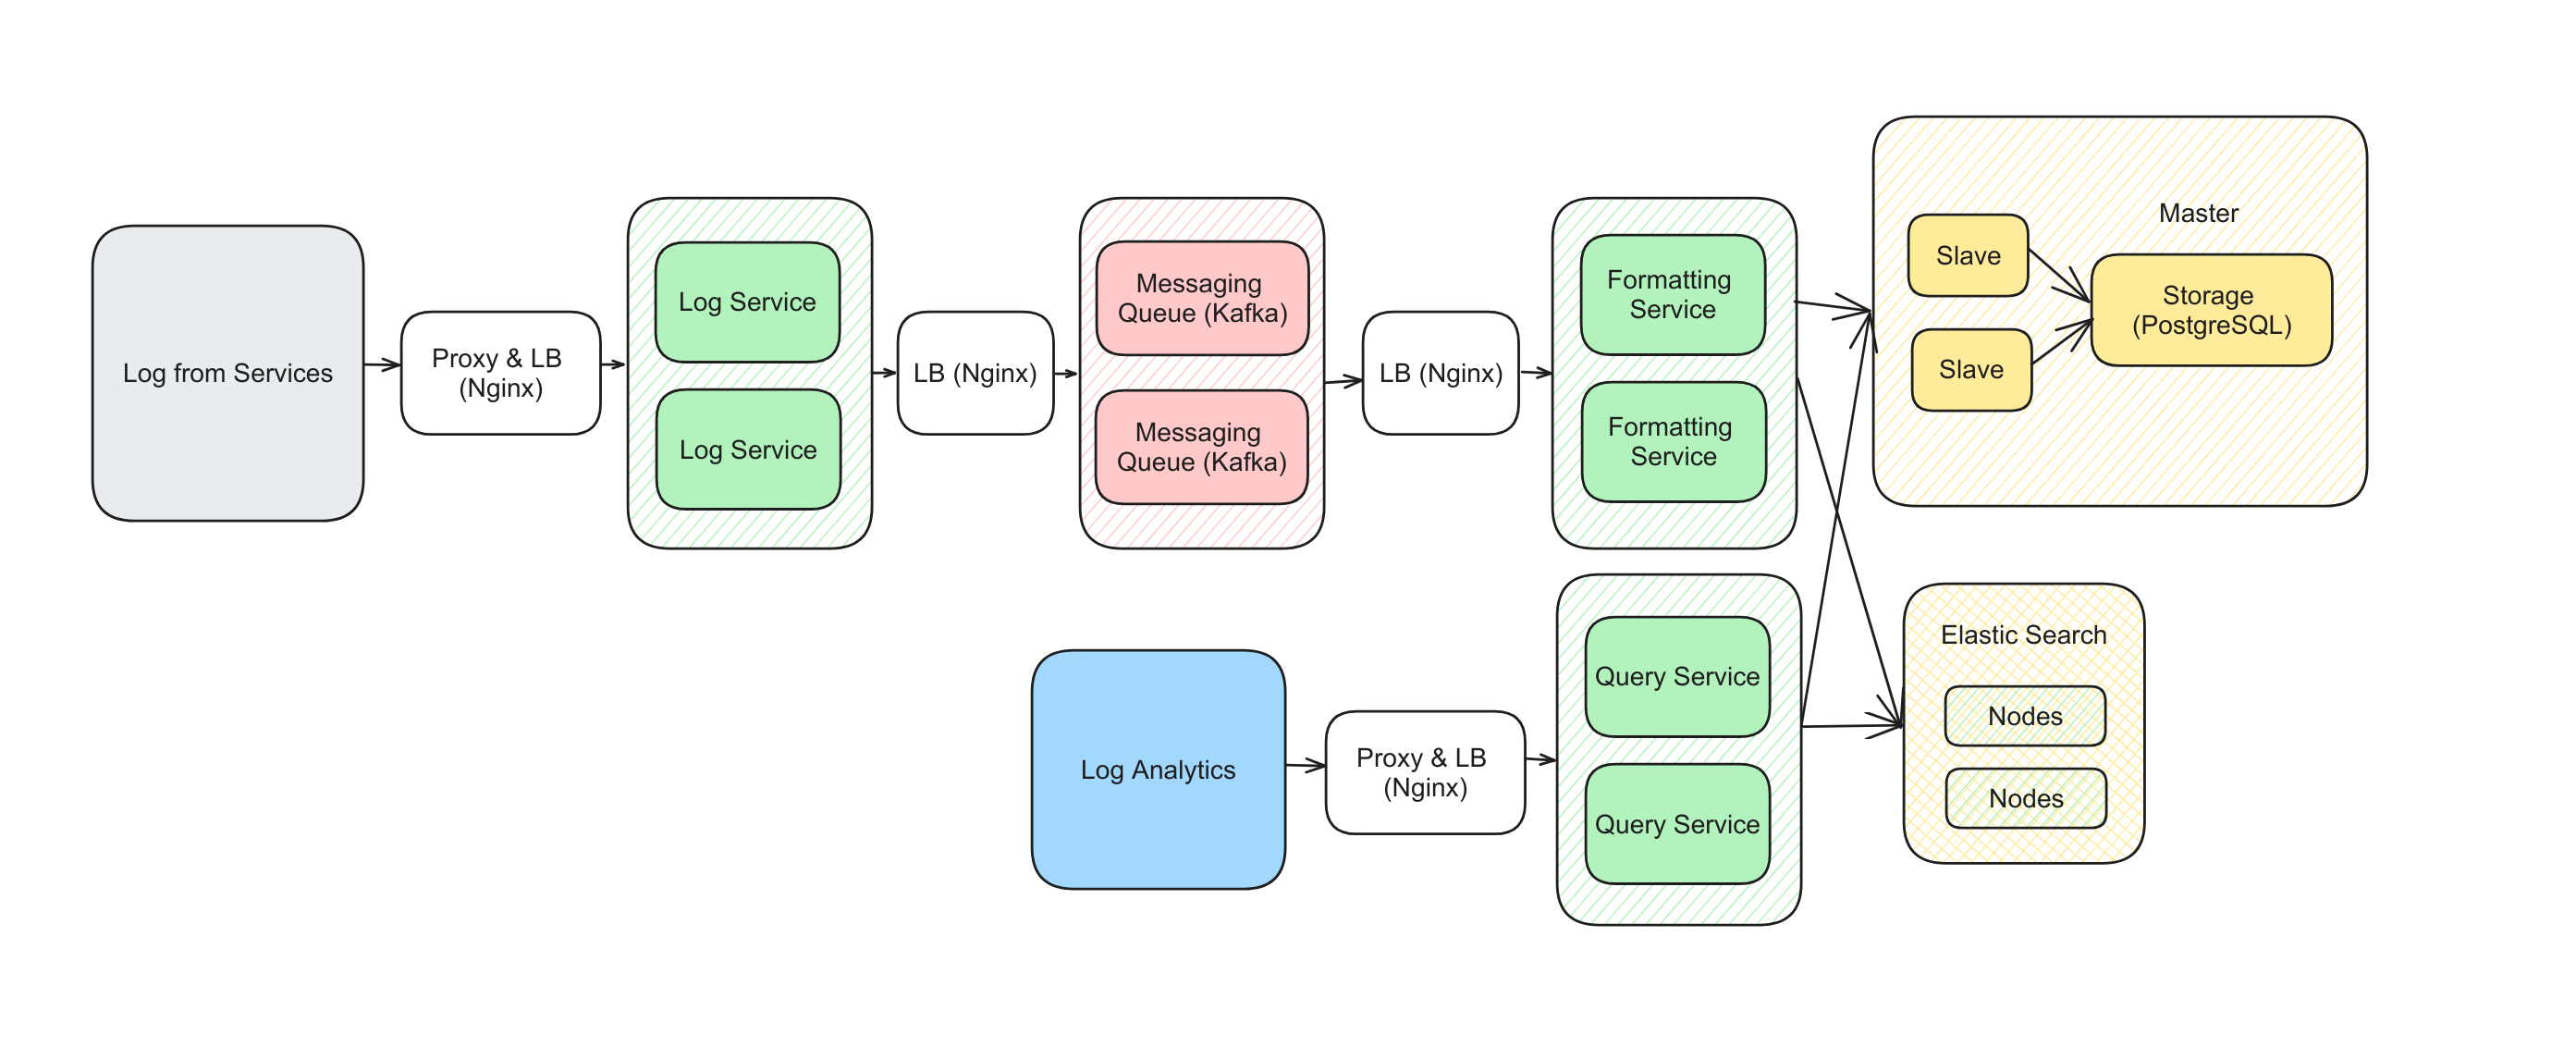 Log from Services
Proxy & LB
(Nginx)
Log Service
Log Service
LB (Nginx)
Messaging
Queue (Kafka)
Messaging
Queue (Kafka)
LB (Nginx)
Formatting
Service
Formatting
Service
Master
Slave
Slave
Storage
(PostgreSQL)
Log Analytics
Proxy & LB
(Nginx)
Query Service
Query Service
Elastic Search
Nodes
Nodes